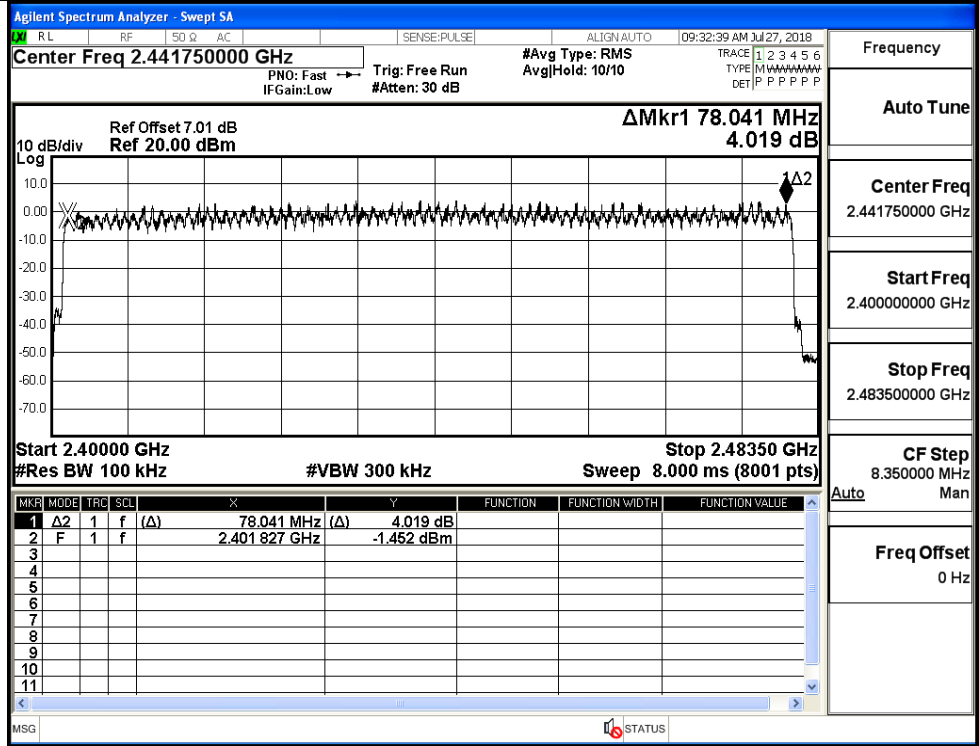 Agilent Spectrum Analyzer - Swept SA
LXI RL RF 50 Ω AC SENSE:PULSE ALIGN AUTO 09:32:39 AM Jul 27, 2018
Center Freq 2.441750000 GHz
PNO: Fast
IFGain:Low
Trig: Free Run
#Atten: 30 dB
#Avg Type: RMS
Avg|Hold: 10/10
TRACE 1 2 3 4 5 6
TYPE M W W W W W
DET P P P P P P
Ref Offset 7.01 dB
Ref 20.00 dBm
10 dB/div
Log
ΔMkr1 78.041 MHz
4.019 dB
10.0
0.00
-10.0
-20.0
-30.0
-40.0
-50.0
-60.0
-70.0
1Δ2
X2
Start 2.40000 GHz
Stop 2.48350 GHz
#Res BW 100 kHz
#VBW 300 kHz
Sweep 8.000 ms (8001 pts)
MKR MODE TRC SCL X Y FUNCTION FUNCTION WIDTH FUNCTION VALUE
1 Δ2 1 f (Δ) 78.041 MHz (Δ) 4.019 dB
2 F 1 f 2.401 827 GHz -1.452 dBm
3
4
5
6
7
8
9
10
11
MSG
STATUS
Frequency
Auto Tune
Center Freq
2.441750000 GHz
Start Freq
2.400000000 GHz
Stop Freq
2.483500000 GHz
CF Step
8.350000 MHz
Auto Man
Freq Offset
0 Hz